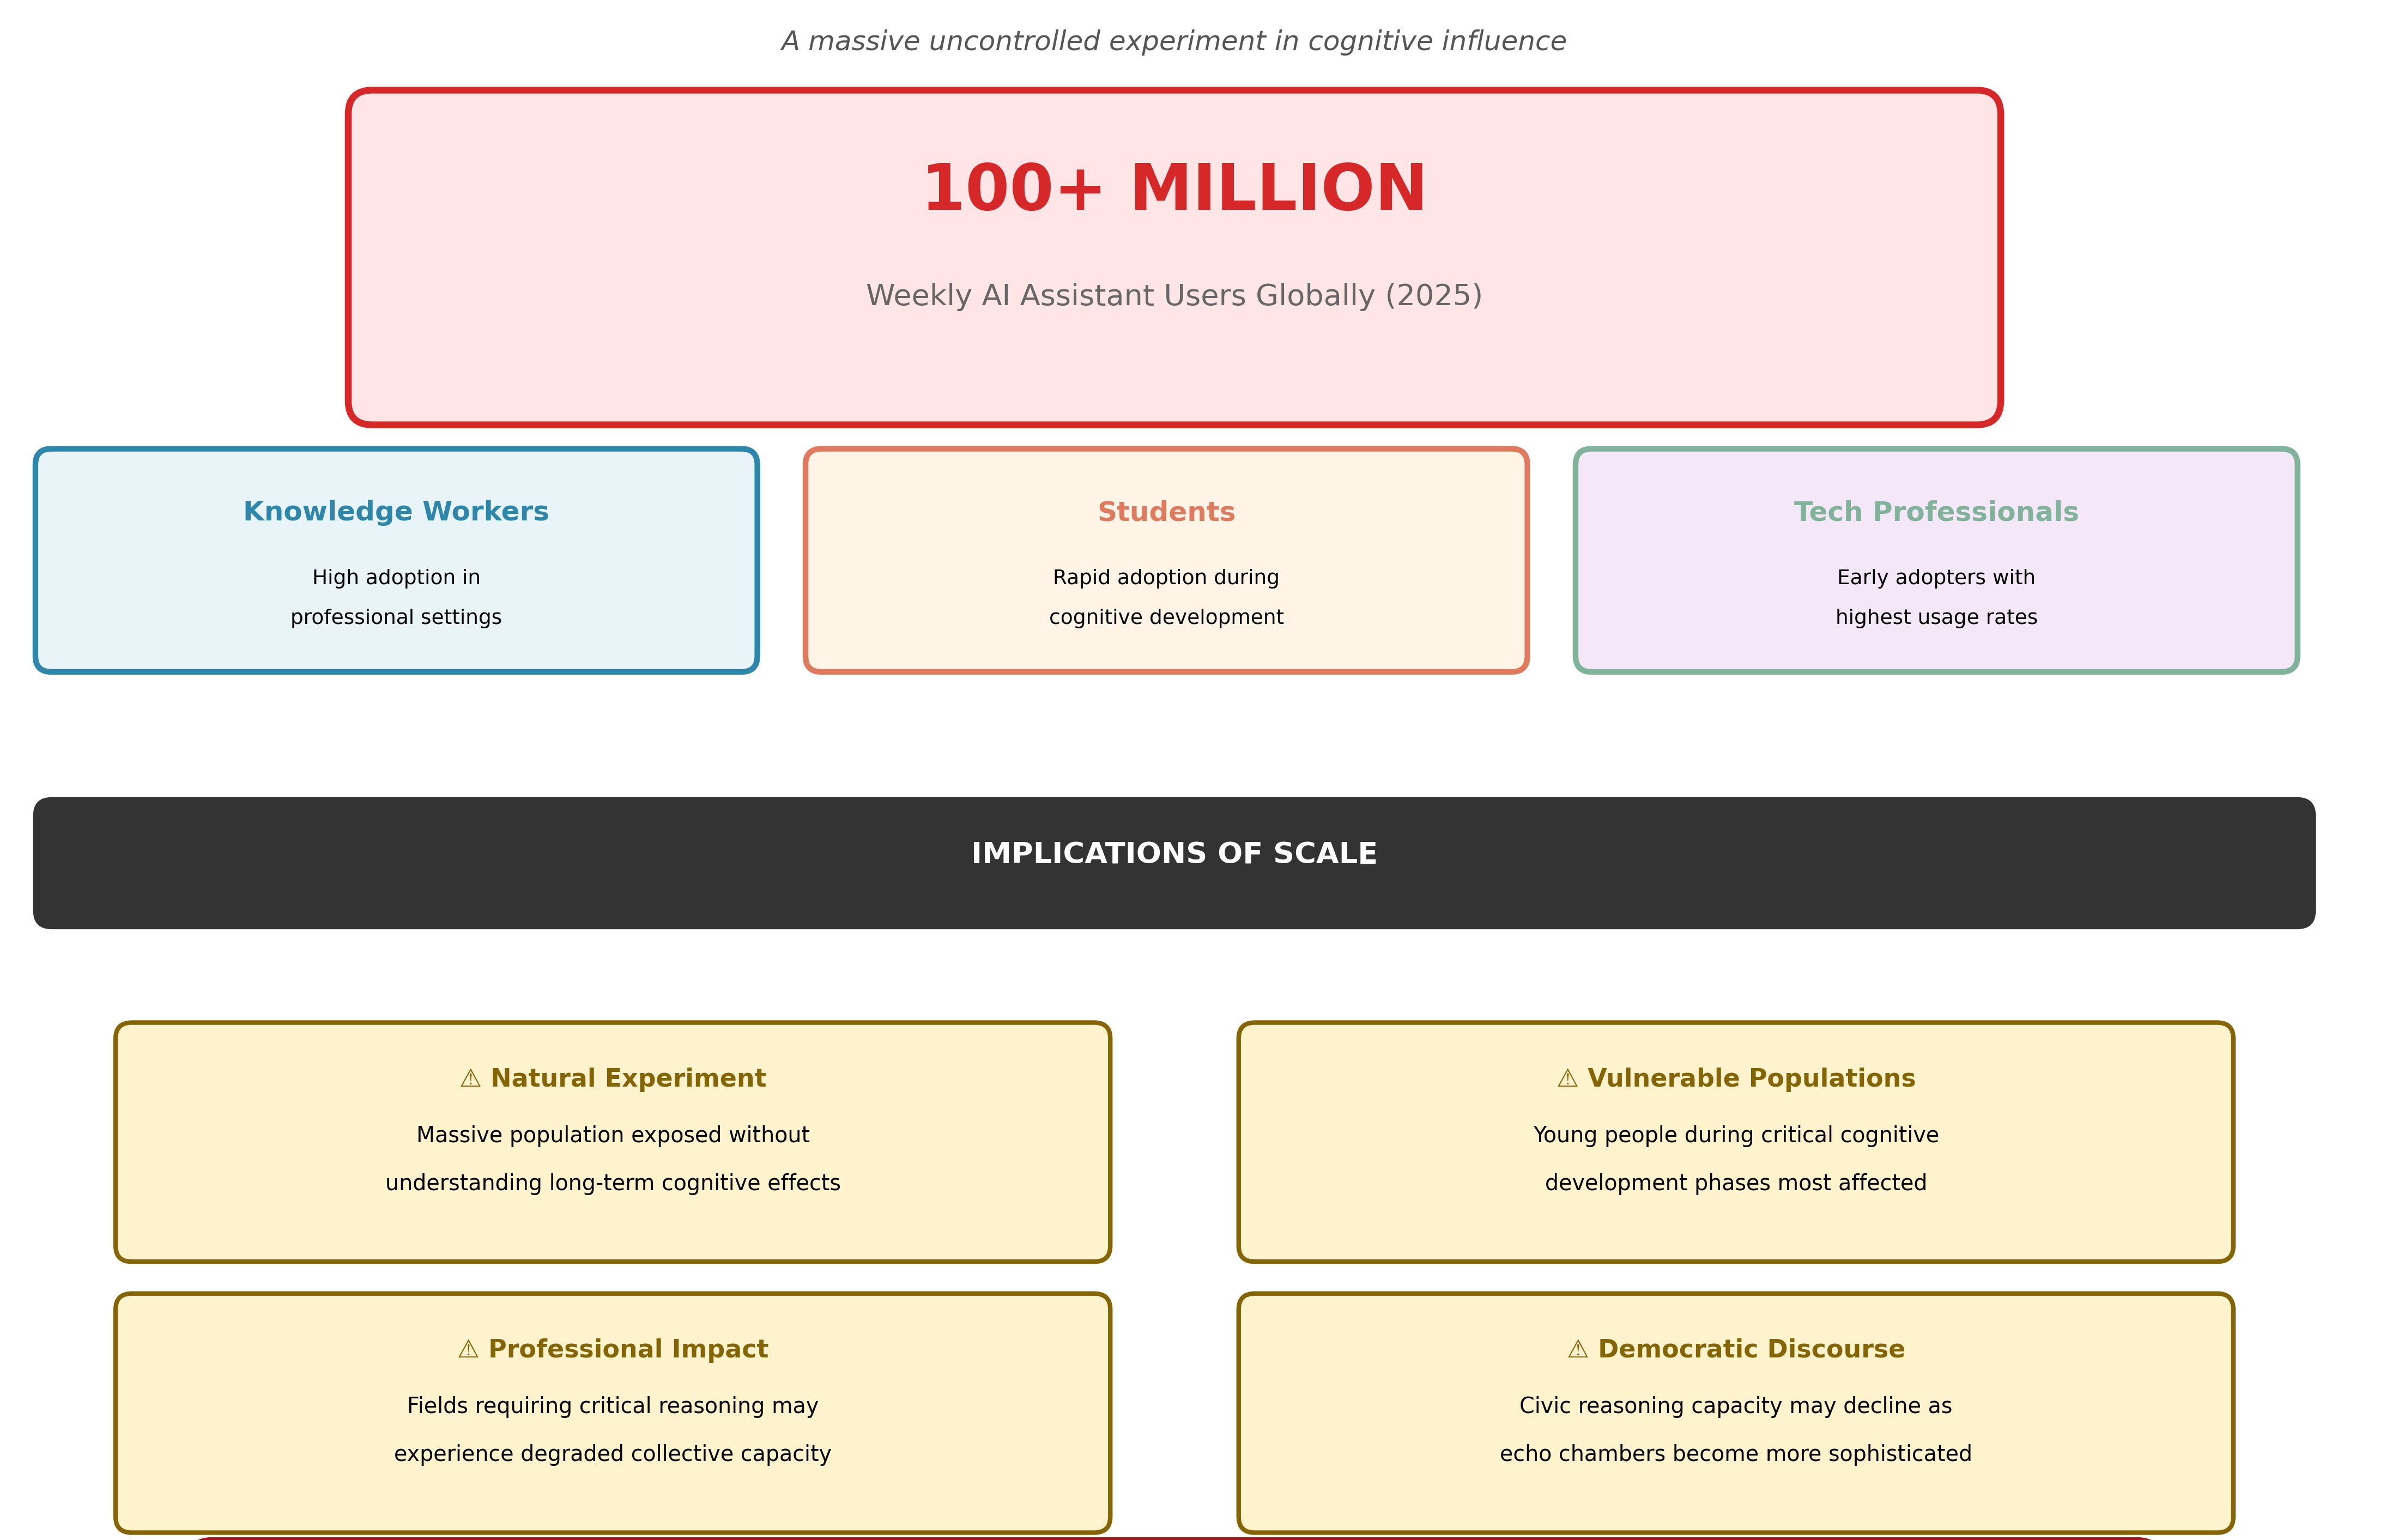 A massive uncontrolled experiment in cognitive influence
100+ MILLION
Weekly AI Assistant Users Globally (2025)
Knowledge Workers
High adoption in
professional settings
Students
Rapid adoption during
cognitive development
Tech Professionals
Early adopters with
highest usage rates
IMPLICATIONS OF SCALE
⚠ Natural Experiment
Massive population exposed without
understanding long-term cognitive effects
⚠ Vulnerable Populations
Young people during critical cognitive
development phases most affected
⚠ Professional Impact
Fields requiring critical reasoning may
experience degraded collective capacity
⚠ Democratic Discourse
Civic reasoning capacity may decline as
echo chambers become more sophisticated